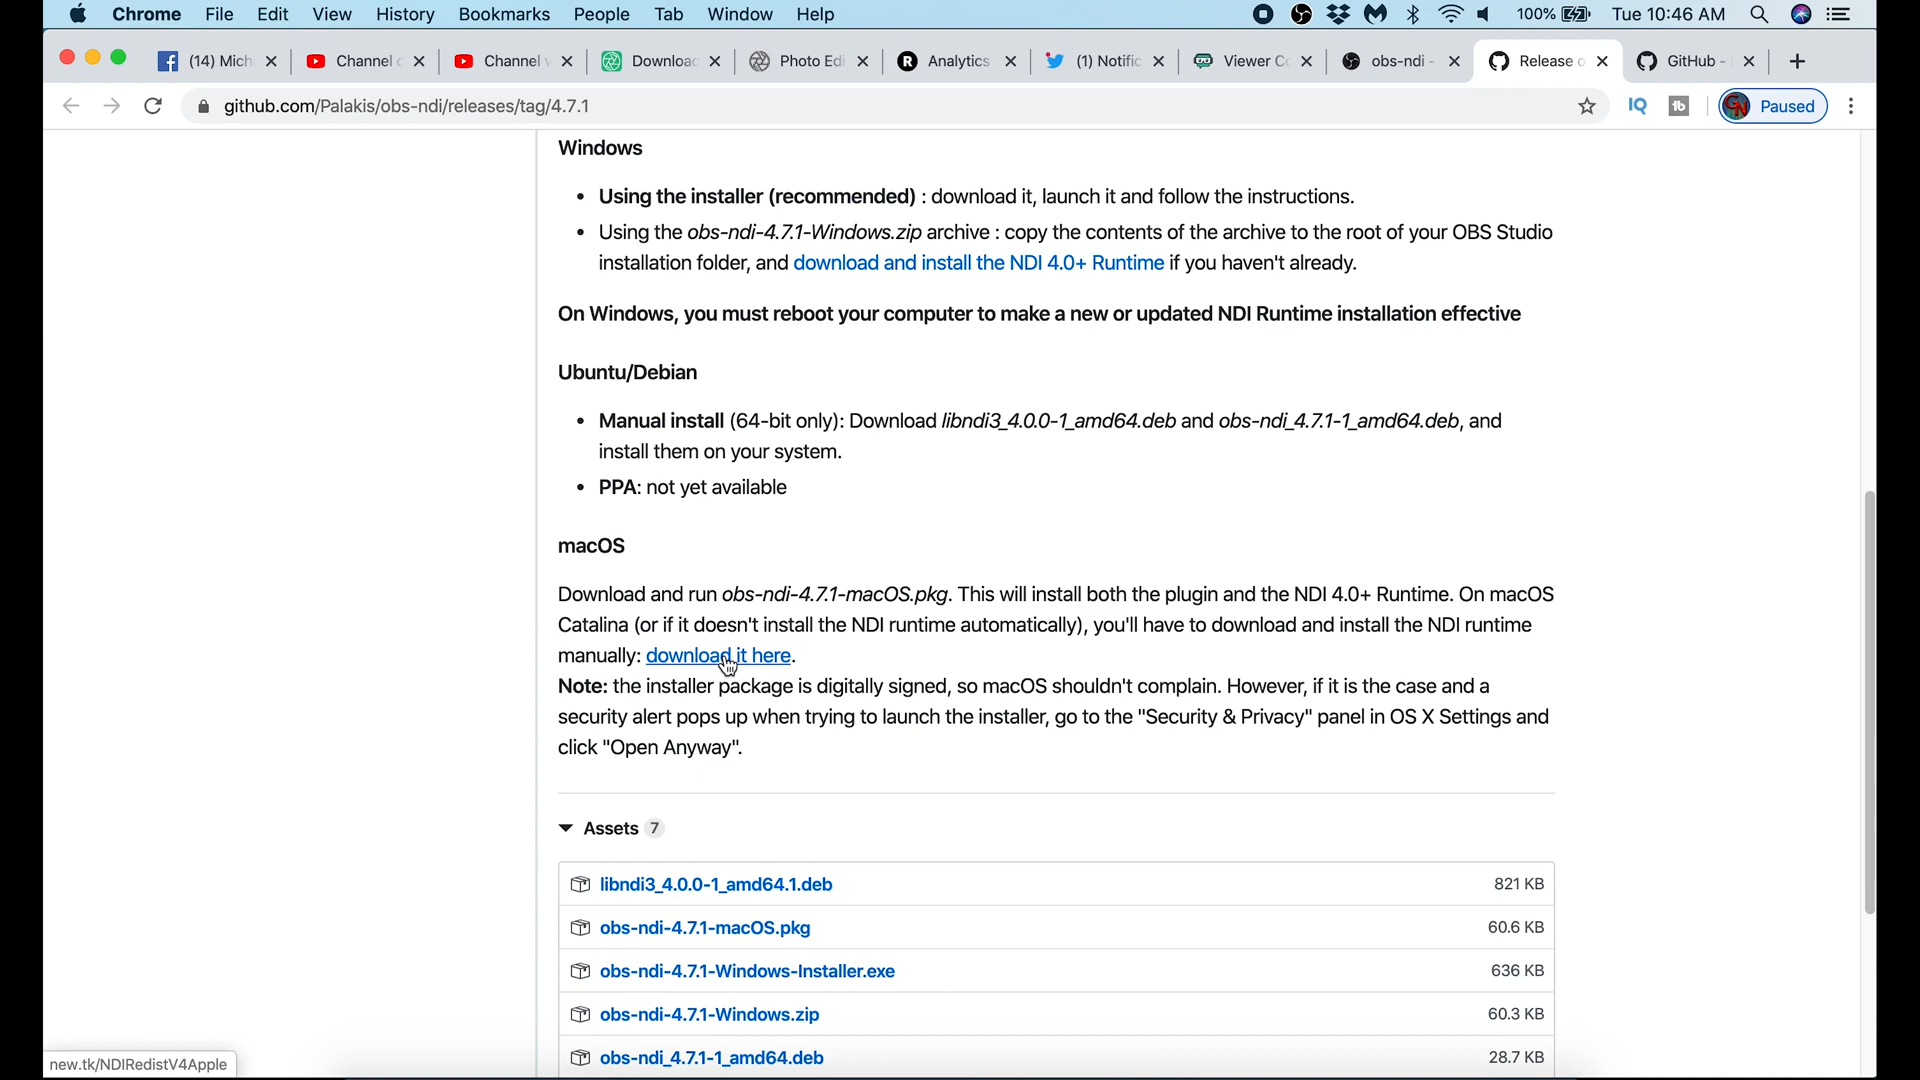 Chrome File Edit View History Bookmarks People Tab Window Help 100% Tue 10:46 AM
(14) Mich Channel c Channel v Downloac Photo Edi Analytics (1) Notific Viewer Co obs-ndi - Release o GitHub -
github.com/Palakis/obs-ndi/releases/tag/4.7.1 IQ tb Paused
Windows
• Using the installer (recommended) : download it, launch it and follow the instructions.
• Using the obs-ndi-4.7.1-Windows.zip archive : copy the contents of the archive to the root of your OBS Studio
installation folder, and download and install the NDI 4.0+ Runtime if you haven't already.
On Windows, you must reboot your computer to make a new or updated NDI Runtime installation effective
Ubuntu/Debian
• Manual install (64-bit only): Download libndi3_4.0.0-1_amd64.deb and obs-ndi_4.7.1-1_amd64.deb, and
install them on your system.
• PPA: not yet available
macOS
Download and run obs-ndi-4.7.1-macOS.pkg. This will install both the plugin and the NDI 4.0+ Runtime. On macOS
Catalina (or if it doesn't install the NDI runtime automatically), you'll have to download and install the NDI runtime
manually: download it here.
Note: the installer package is digitally signed, so macOS shouldn't complain. However, if it is the case and a
security alert pops up when trying to launch the installer, go to the "Security & Privacy" panel in OS X Settings and
click "Open Anyway".
Assets 7
libndi3_4.0.0-1_amd64.1.deb 821 KB
obs-ndi-4.7.1-macOS.pkg 60.6 KB
obs-ndi-4.7.1-Windows-Installer.exe 636 KB
obs-ndi-4.7.1-Windows.zip 60.3 KB
obs-ndi_4.7.1-1_amd64.deb 28.7 KB
new.tk/NDIRedistV4Apple